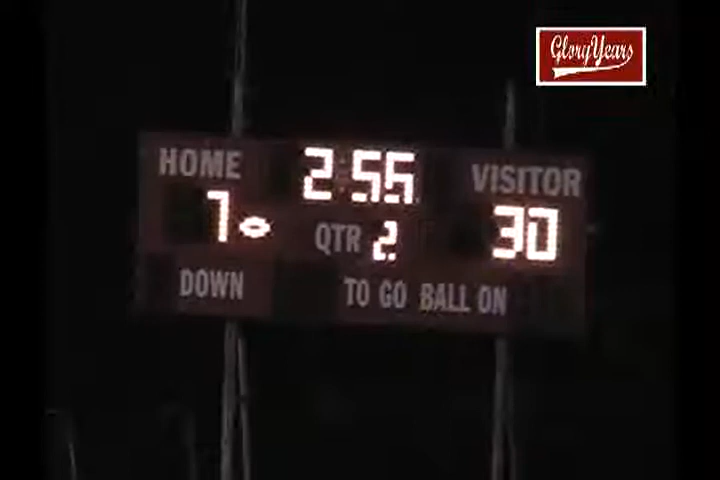 GloryYears
HOME 2:55 VISITOR
7 QTR 2 30
DOWN TO GO BALL ON